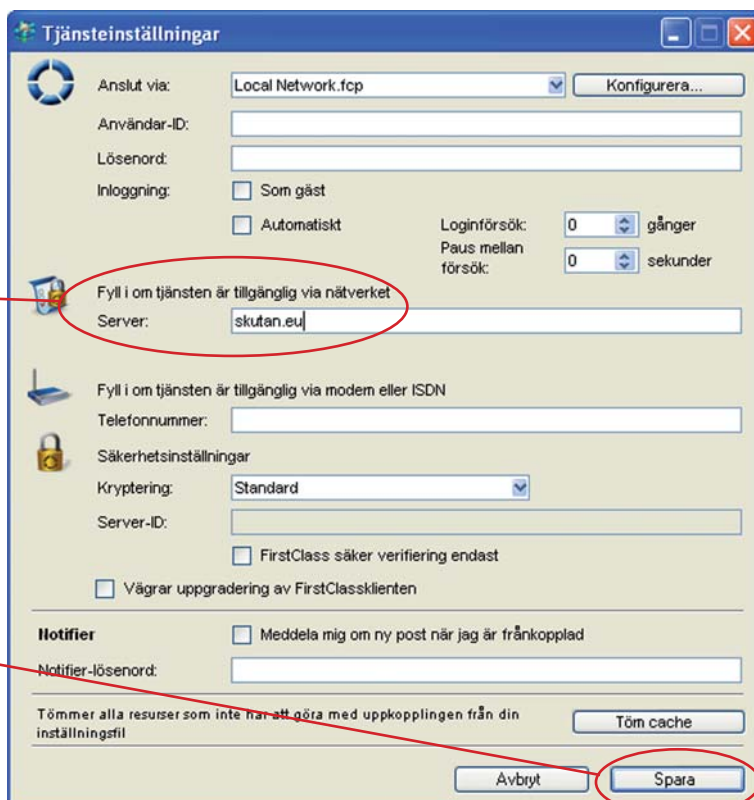 Tjänsteinställningar
Anslut via: Local Network.fcp Konfigurera...
Användar-ID:
Lösenord:
Inloggning: Som gäst
Automatiskt Loginförsök: 0 gånger
Paus mellan försök: 0 sekunder
Fyll i om tjänsten är tillgänglig via nätverket
Server: skutan.eu
Fyll i om tjänsten är tillgänglig via modem eller ISDN
Telefonnummer:
Säkerhetsinställningar
Kryptering: Standard
Server-ID:
FirstClass säker verifiering endast
Vägrar uppgradering av FirstClassklienten
Notifier Meddela mig om ny post när jag är frånkopplad
Notifier-lösenord:
Tömmer alla resurser som inte har att göra med uppkopplingen från din
inställningsfil
Töm cache
Avbryt Spara